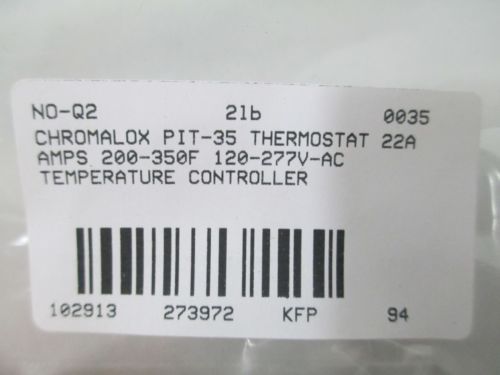 NO-Q2 2lb 0035
CHROMALOX PIT-35 THERMOSTAT 22A
AMPS 200-350F 120-277V-AC
TEMPERATURE CONTROLLER
102913 273972 KFP 94